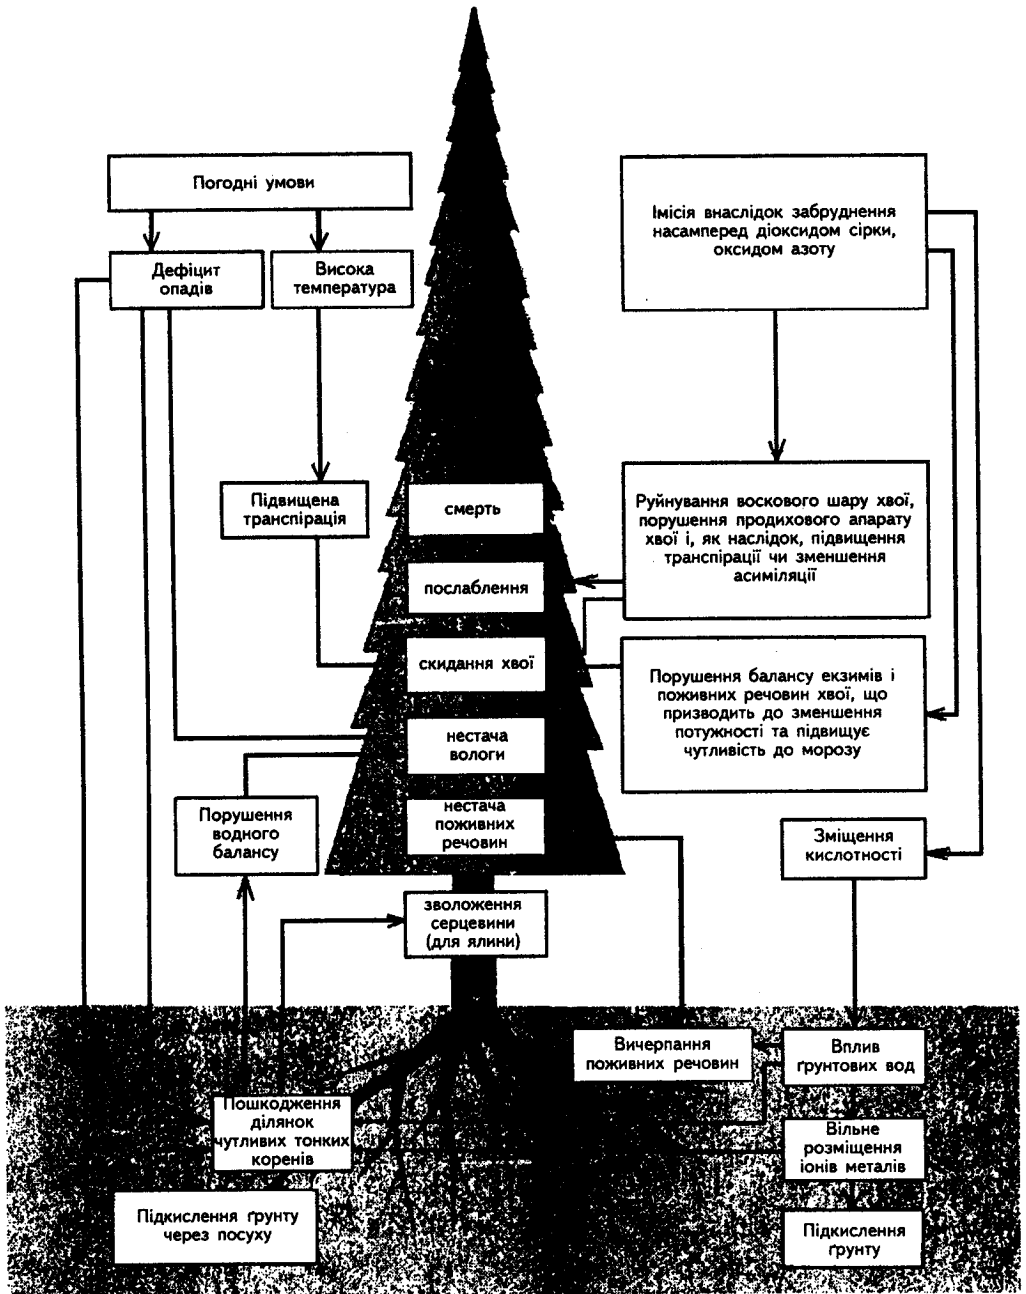 Погодні умови
Дефіцит
опадів
Висока
температура
Імісія внаслідок забруднення
насамперед діоксидом сірки,
оксидом азоту
Підвищена
транспірація
смерть
послаблення
скидання хвої
нестача
вологи
нестача
поживних
речовин
зволоження
серцевини
(для ялини)
Руйнування воскового шару хвої,
порушення продихового апарату
хвої і, як наслідок, підвищення
транспірації чи зменшення
асиміляції
Порушення балансу екзимів і
поживних речовин хвої, що
призводить до зменшення
потужності та підвищує
чутливість до морозу
Порушення
водного
балансу
Зміщення
кислотності
Вичерпання
поживних речовин
Вплив
ґрунтових вод
Пошкодження
ділянок
чутливих тонких
коренів
Вільне
розміщення
іонів металів
Підкислення ґрунту
через посуху
Підкислення
ґрунту